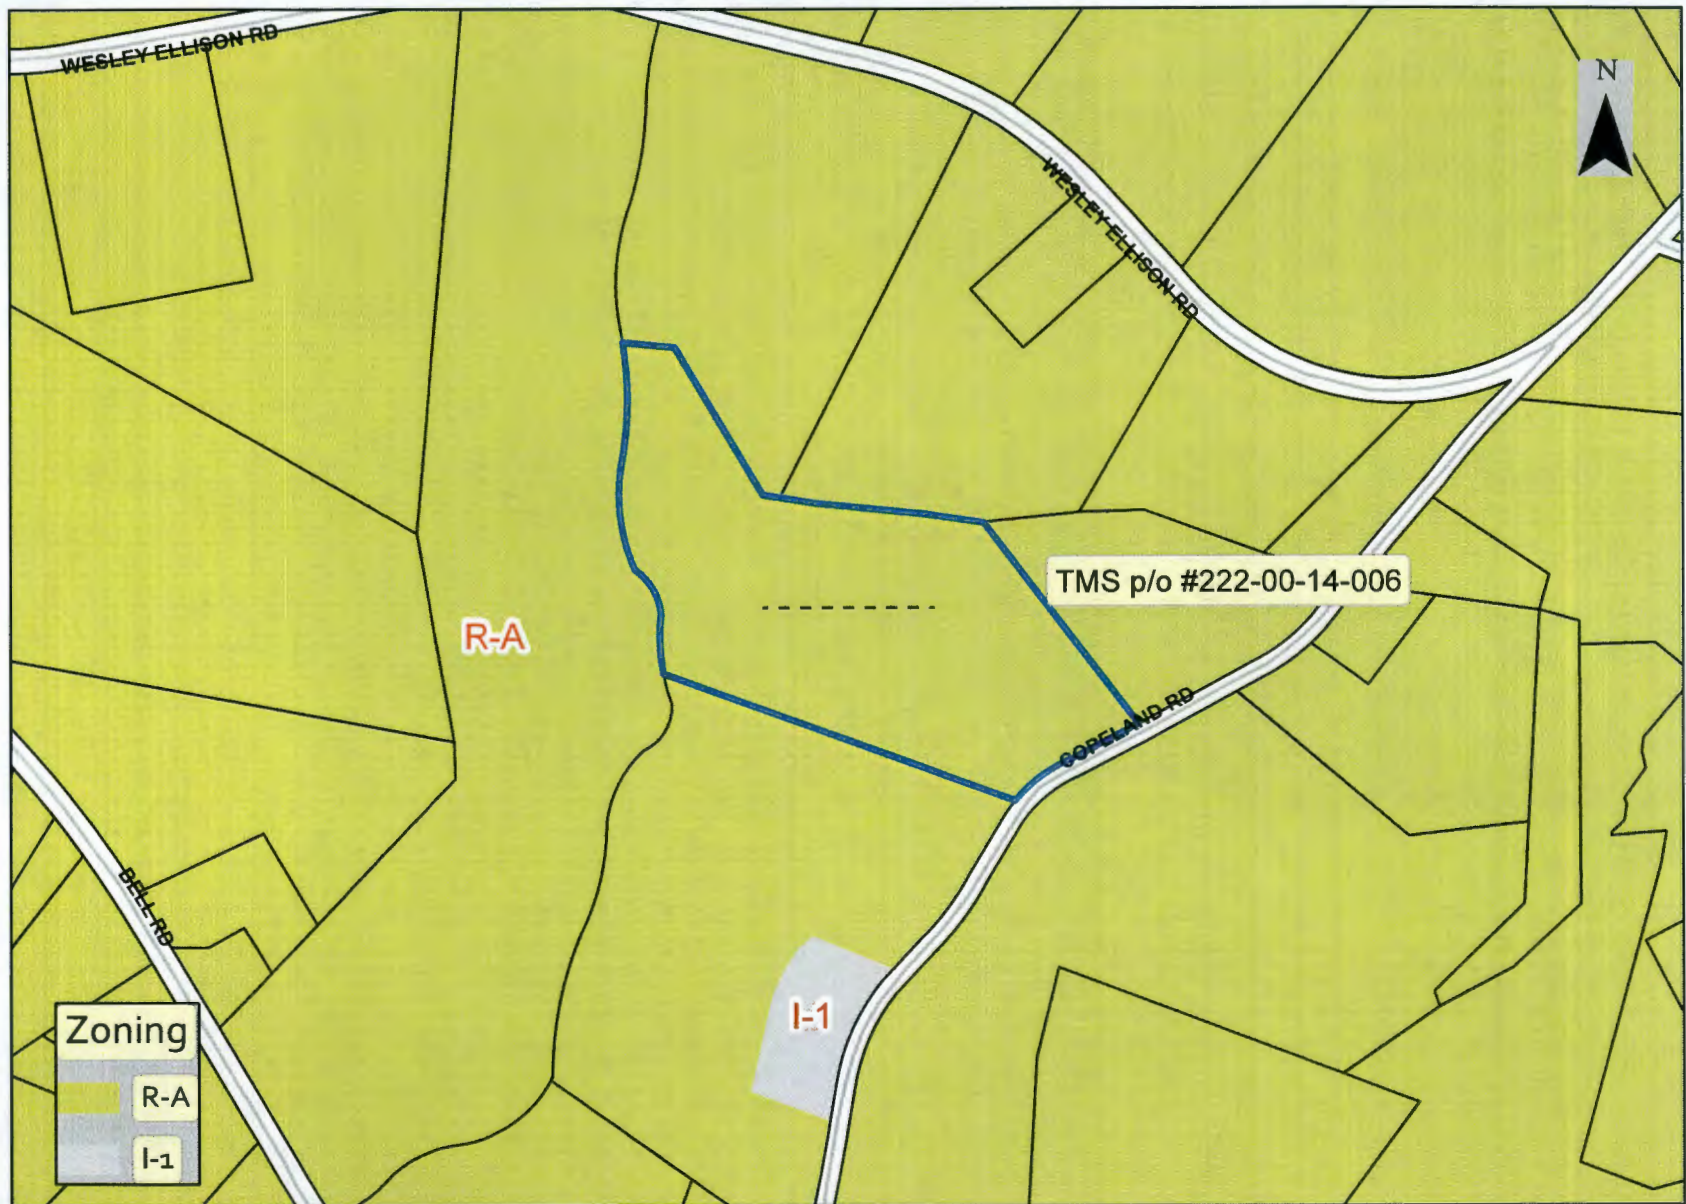 WESLEY ELLISON RD
N
WESLEY ELLISON RD
TMS p/o #222-00-14-006
R-A
COPELAND RD
BELL RD
I-1
Zoning
R-A
I-1